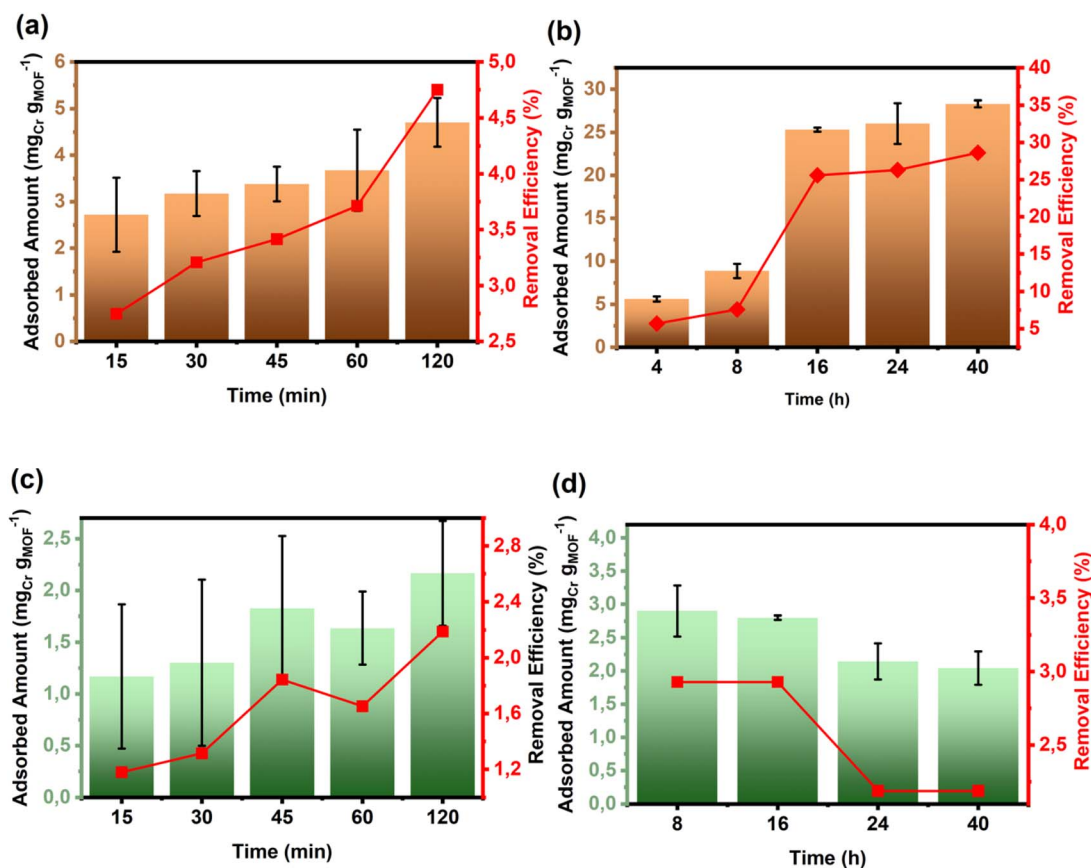 (a)
Adsorbed Amount (mgCr gMOF-1)
6
5
4
3
2
1
0
15 30 45 60 120
Time (min)
5,0
4,5
4,0
3,5
3,0
2,5
Removal Efficiency (%)
(b)
Adsorbed Amount (mgCr gMOF-1)
30
25
20
15
10
5
0
4 8 16 24 40
Time (h)
40
35
30
25
20
15
10
5
Removal Efficiency (%)
(c)
Adsorbed Amount (mgCr gMOF-1)
2,5
2,0
1,5
1,0
0,5
0,0
15 30 45 60 120
Time (min)
2,8
2,4
2,0
1,6
1,2
Removal Efficiency (%)
(d)
Adsorbed Amount (mgCr gMOF-1)
4,0
3,5
3,0
2,5
2,0
1,5
1,0
0,5
0,0
8 16 24 40
Time (h)
4,0
3,5
3,0
2,5
Removal Efficiency (%)